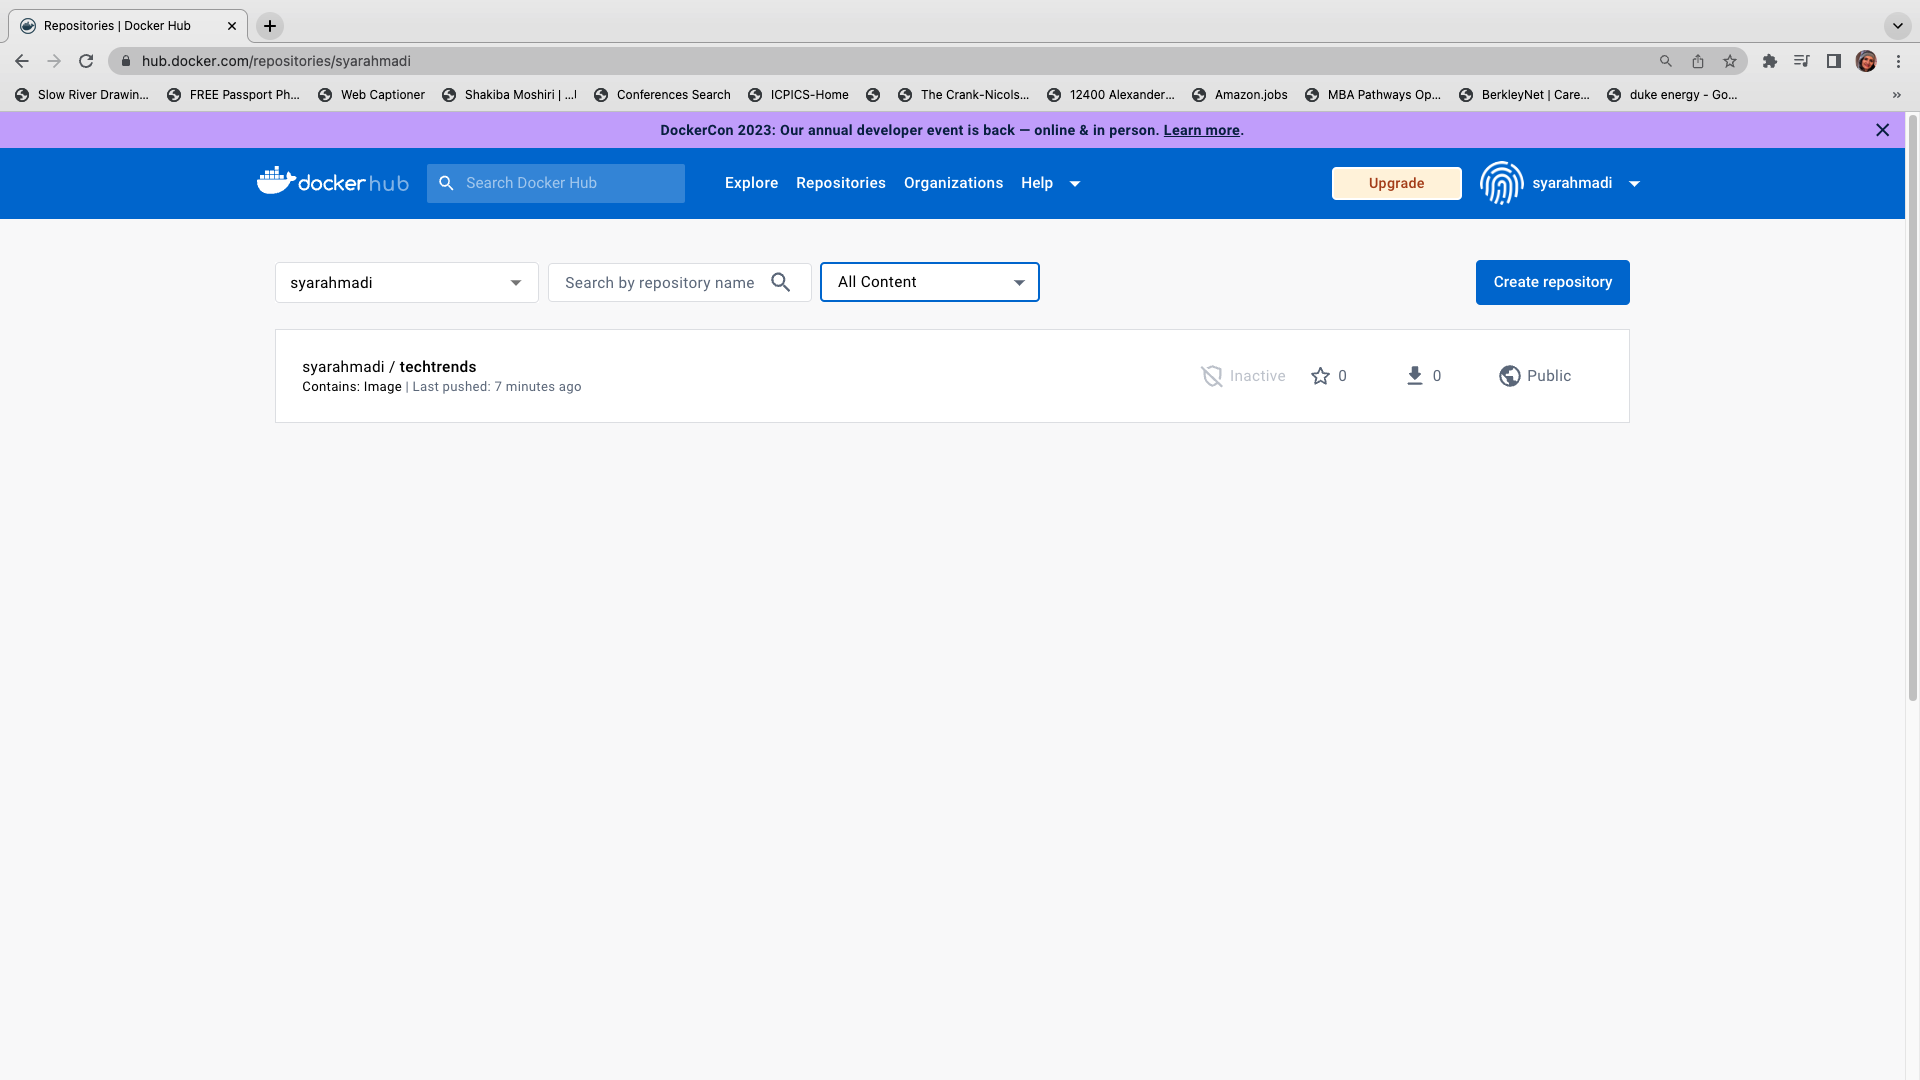 Repositories | Docker Hub
hub.docker.com/repositories/syarahmadi
Slow River Drawin... FREE Passport Ph... Web Captioner Shakiba Moshiri | ...l Conferences Search ICPICS-Home The Crank-Nicols... 12400 Alexander... Amazon.jobs MBA Pathways Op... BerkleyNet | Care... duke energy - Go... »
DockerCon 2023: Our annual developer event is back — online & in person. Learn more.
dockerhub Search Docker Hub Explore Repositories Organizations Help Upgrade syarahmadi
syarahmadi Search by repository name All Content Create repository
syarahmadi / techtrends
Contains: Image | Last pushed: 7 minutes ago
Inactive 0 0 Public